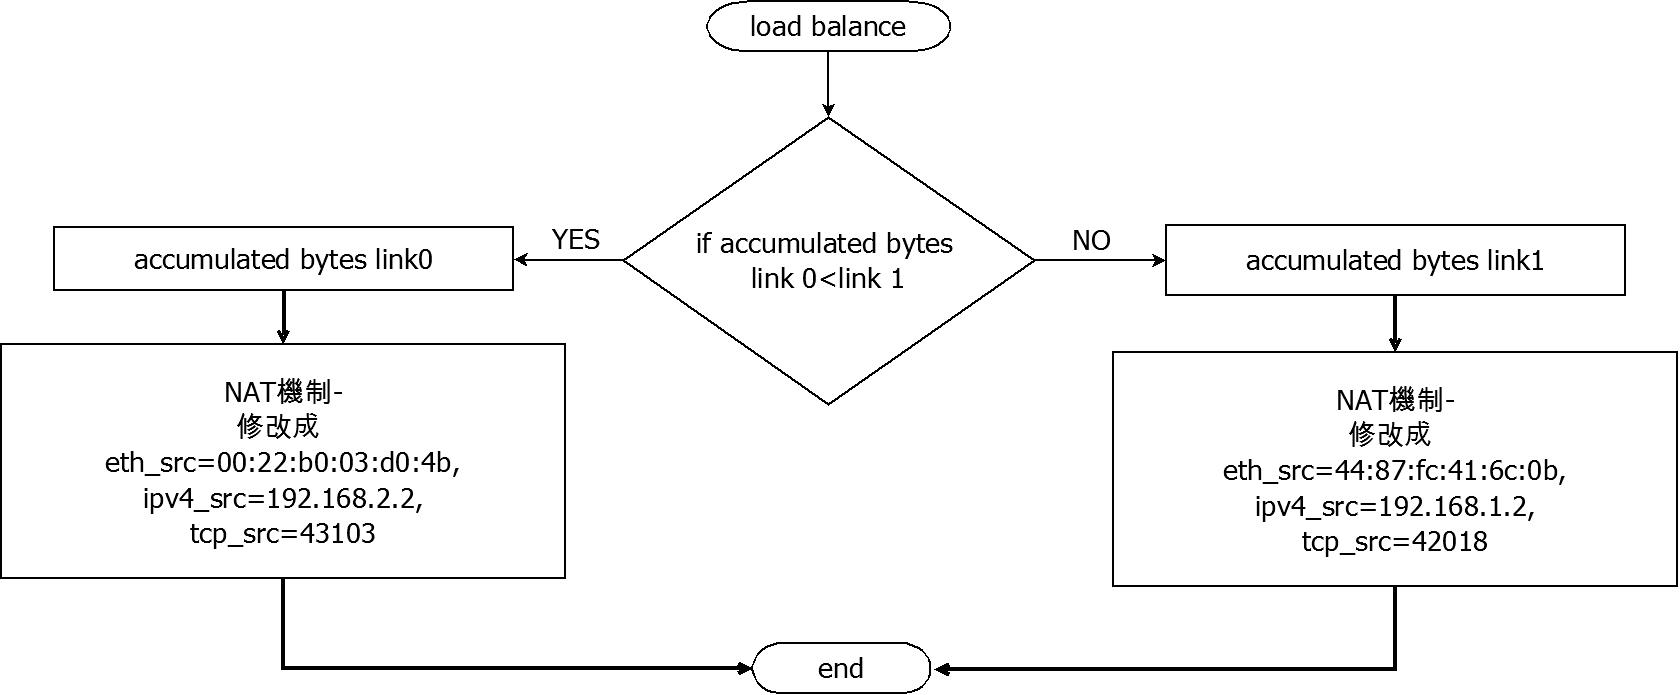 load balance
if accumulated bytes
link 0<link 1
YES
NO
accumulated bytes link0
accumulated bytes link1
NAT機制-
修改成
eth_src=00:22:b0:03:d0:4b,
ipv4_src=192.168.2.2,
tcp_src=43103
NAT機制-
修改成
eth_src=44:87:fc:41:6c:0b,
ipv4_src=192.168.1.2,
tcp_src=42018
end